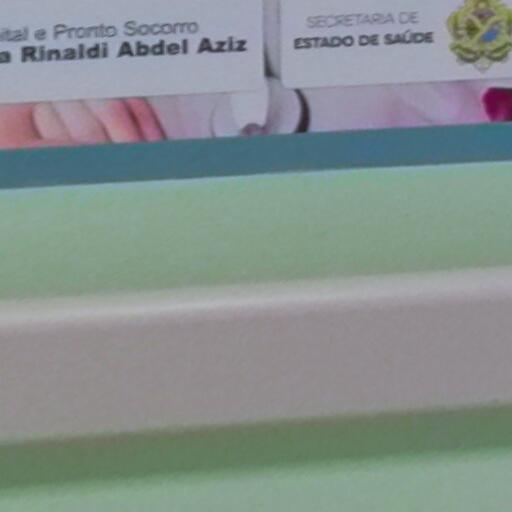 ital e Pronto Socorro
a Rinaldi Abdel Aziz
SECRETARIA DE
ESTADO DE SAÚDE